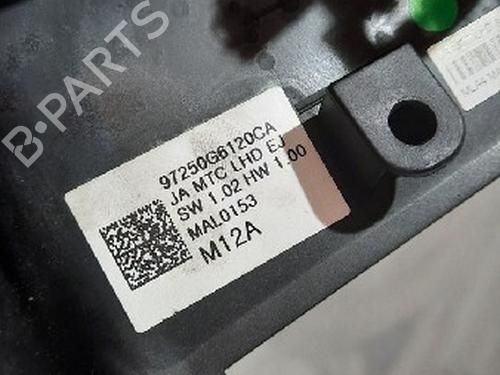 B-PARTS
97250G6120CA
JA MTC LHD EJ
SW 1.02 HW 1.00
MAL0153
M12A